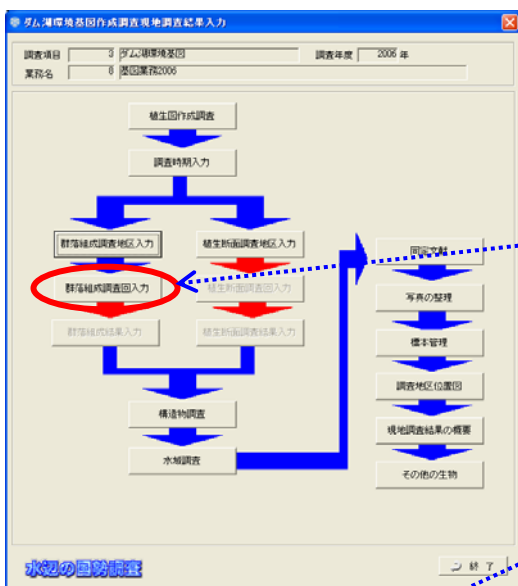 ダム湖環境基図作成調査現地調査結果入力
調査項目 3 ダム湖環境基図 調査年度 2006 年
業務名 6 基図業務2006
植生図作成調査
調査時期入力
群落組成調査地区入力
群落組成調査回入力
群落組成結果入力
植生断面調査地区入力
植生断面調査回入力
植生断面調査結果入力
構造物調査
水域調査
同定文献
写真の整理
標本管理
調査地区位置図
現地調査結果の概要
その他の生物
水辺の国勢調査
終 了